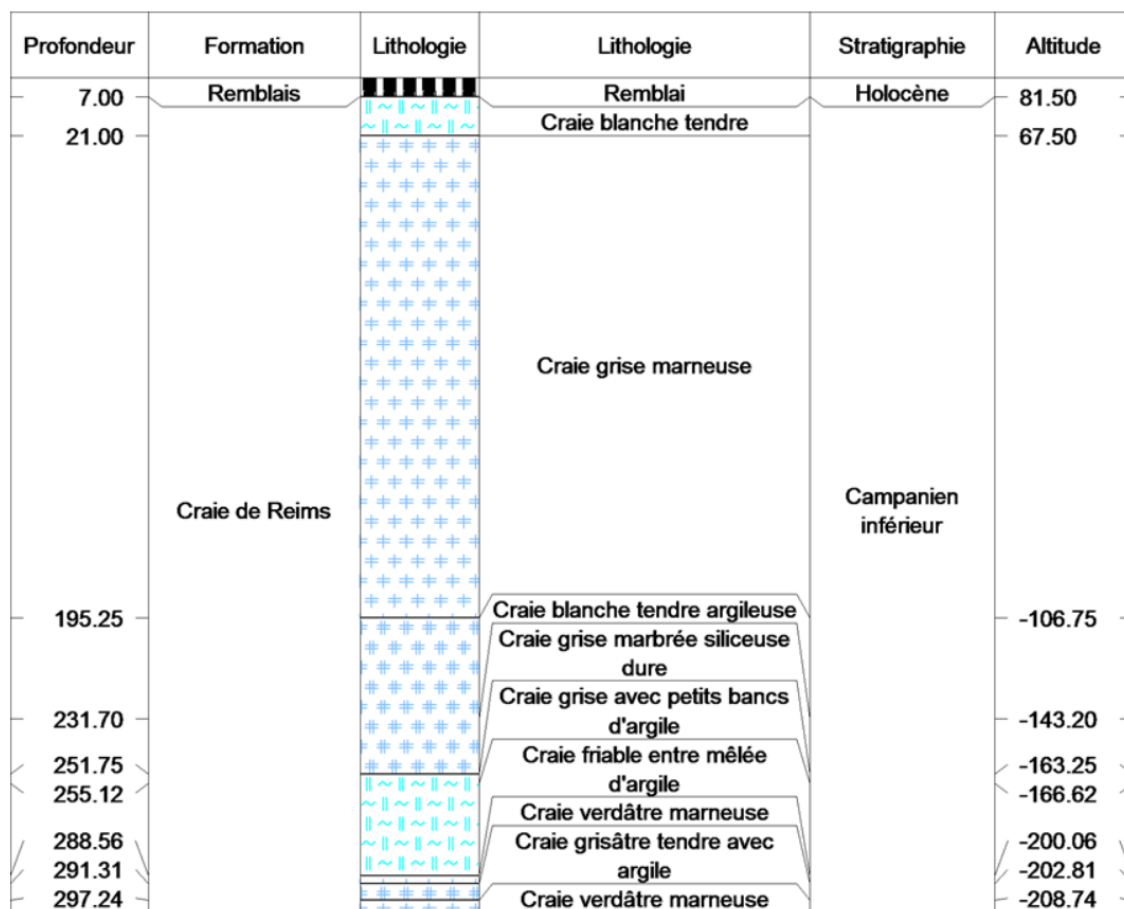 Profondeur Formation Lithologie Lithologie Stratigraphie Altitude
7.00 Remblais Remblai Holocène 81.50
Craie blanche tendre
21.00 67.50
Craie grise marneuse
Craie de Reims
Campanien
inférieur
195.25 Craie blanche tendre argileuse -106.75
Craie grise marbrée siliceuse
dure
Craie grise avec petits bancs
231.70 d'argile -143.20
Craie friable entre mêlée
251.75 -163.25
d'argile
255.12 -166.62
Craie verdâtre marneuse
288.56 Craie grisâtre tendre avec -200.06
291.31 argile -202.81
297.24 Craie verdâtre marneuse -208.74